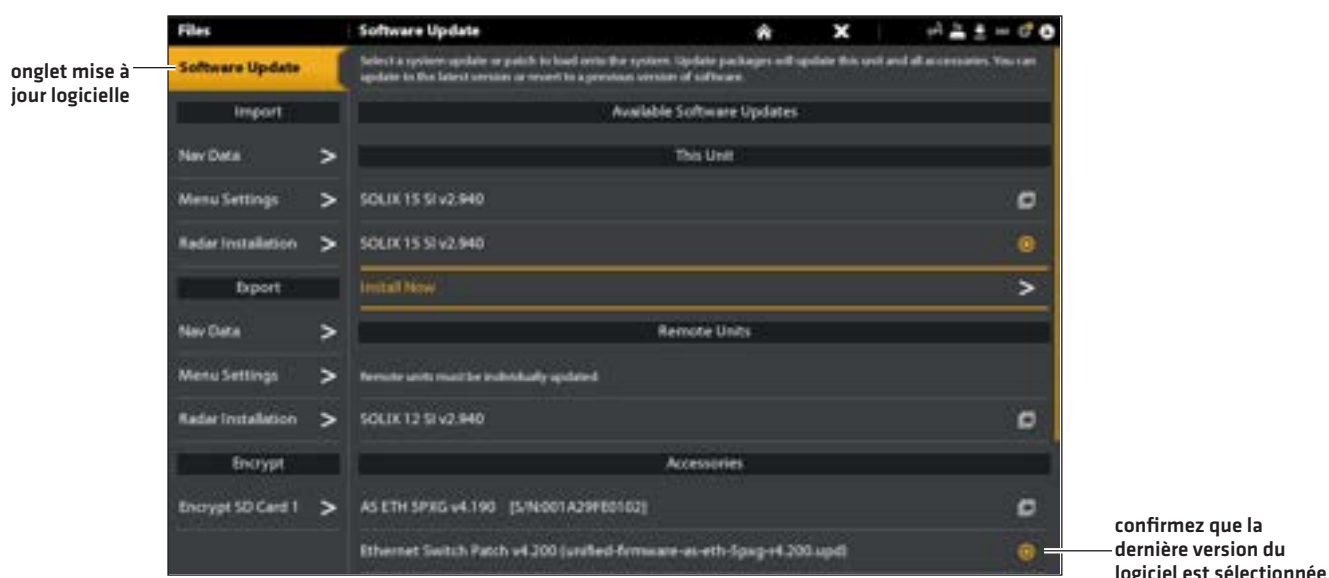 Files
Software Update
onglet mise à
jour logicielle
Software Update
Select a system update or patch to load onto the system. Update packages will update this unit and all accessories. You can
update to the latest version or revert to a previous version of software.
Import
Available Software Updates
Nav Data >
This Unit
Menu Settings >
SOLIX 15 SI v2.940
Radar Installation >
SOLIX 15 SI v2.940
Export
Install Now >
Nav Data >
Remote Units
Menu Settings >
Remote units must be individually updated.
Radar Installation >
SOLIX 12 SI v2.940
Encrypt
Accessories
Encrypt SD Card 1 >
AS ETH 5PXG v4.190 [S/N:001A29FE0102]
Ethernet Switch Patch v4.200 (unified-firmware-as-eth-5pxg-r4.200.upd)
confirmez que la
dernière version du
logiciel est sélectionnée